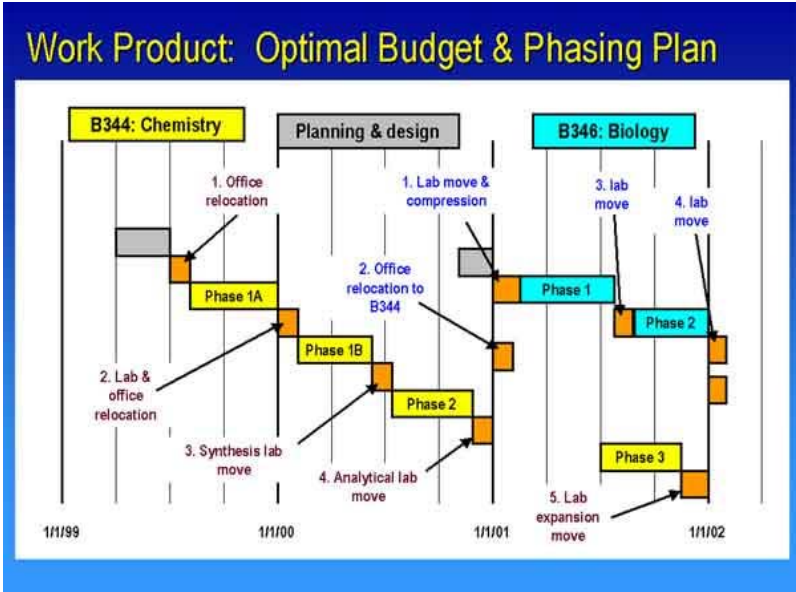 Work Product: Optimal Budget & Phasing Plan
B344: Chemistry
Planning & design
B346: Biology
1. Office
relocation
1. Lab move &
compression
3. lab
move
4. lab
move
2. Office
relocation to
B344
Phase 1A
Phase 1
Phase 2
Phase 1B
2. Lab &
office
relocation
Phase 2
3. Synthesis lab
move
4. Analytical lab
move
Phase 3
5. Lab
expansion
move
1/1/99
1/1/00
1/1/01
1/1/02